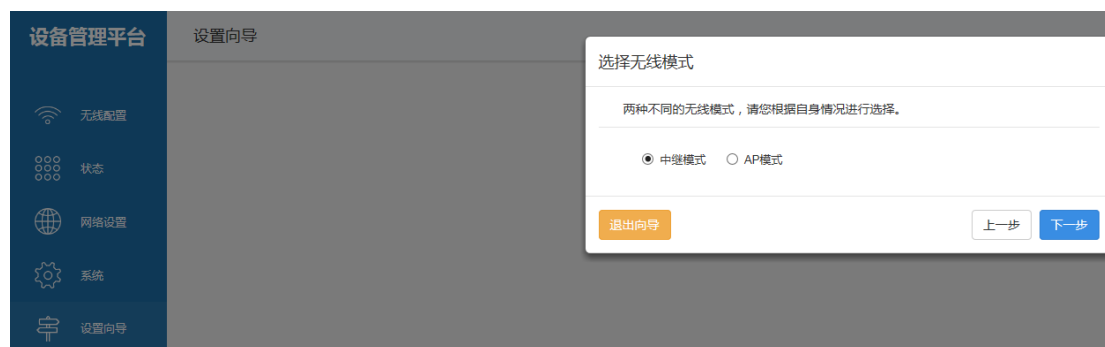 设备管理平台
设置向导
无线配置
状态
网络设置
系统
设置向导
选择无线模式
两种不同的无线模式，请您根据自身情况进行选择。
中继模式 AP模式
退出向导 上一步 下一步